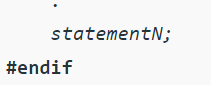 .
statementN;
#endif